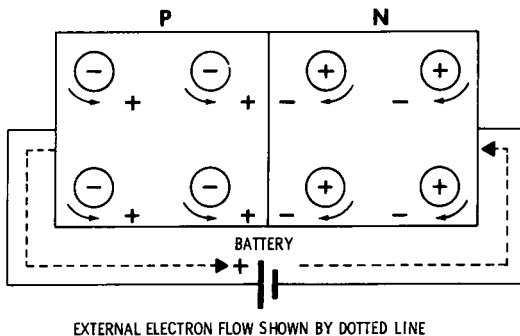 P N
− − + +
+ + − −
− − + +
+ + − −
BATTERY
+
EXTERNAL ELECTRON FLOW SHOWN BY DOTTED LINE